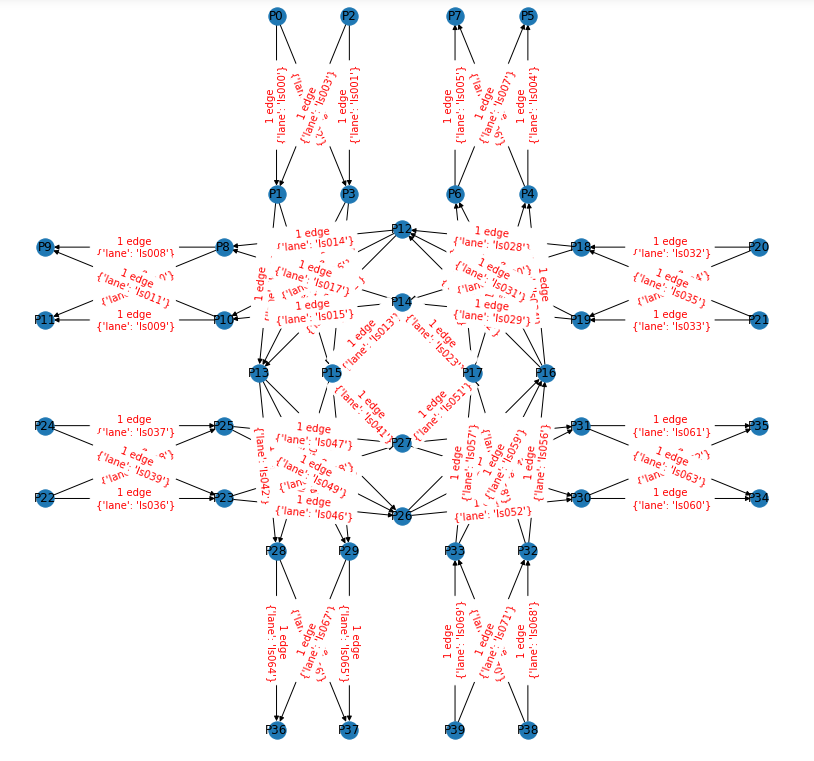 P0
P2
P7
P5
1 edge
{'lane': 'ls000'}
1 edge
{'lane': 'ls003'}
1 edge
{'lane': 'ls001'}
1 edge
{'lane': 'ls005'}
1 edge
{'lane': 'ls007'}
1 edge
{'lane': 'ls004'}
P1
P3
P6
P4
P12
P9
1 edge
{'lane': 'ls008'}
P8
1 edge
{'lane': 'ls014'}
1 edge
{'lane': 'ls028'}
P18
1 edge
{'lane': 'ls032'}
P20
1 edge
{'lane': 'ls011'}
1 edge
{'lane': 'ls017'}
1 edge
{'lane': 'ls031'}
1 edge
{'lane': 'ls035'}
1 edge
1 edge
P14
P11
1 edge
{'lane': 'ls009'}
P10
1 edge
{'lane': 'ls015'}
1 edge
{'lane': 'ls029'}
P19
1 edge
{'lane': 'ls033'}
P21
1 edge
{'lane': 'ls013'}
1 edge
{'lane': 'ls023'}
P13
P15
P17
P16
1 edge
{'lane': 'ls041'}
1 edge
{'lane': 'ls051'}
P24
1 edge
{'lane': 'ls037'}
P25
1 edge
{'lane': 'ls047'}
P27
P31
1 edge
{'lane': 'ls061'}
P35
1 edge
{'lane': 'ls039'}
{'lane': 'ls042'}
1 edge
{'lane': 'ls049'}
1 edge
{'lane': 'ls057'}
1 edge
{'lane': 'ls059'}
1 edge
{'lane': 'ls056'}
1 edge
{'lane': 'ls063'}
P22
1 edge
{'lane': 'ls036'}
P23
1 edge
{'lane': 'ls046'}
P26
{'lane': 'ls052'}
P30
1 edge
{'lane': 'ls060'}
P34
P28
P29
P33
P32
1 edge
{'lane': 'ls064'}
1 edge
{'lane': 'ls067'}
1 edge
{'lane': 'ls065'}
1 edge
{'lane': 'ls069'}
1 edge
{'lane': 'ls071'}
1 edge
{'lane': 'ls068'}
P36
P37
P39
P38